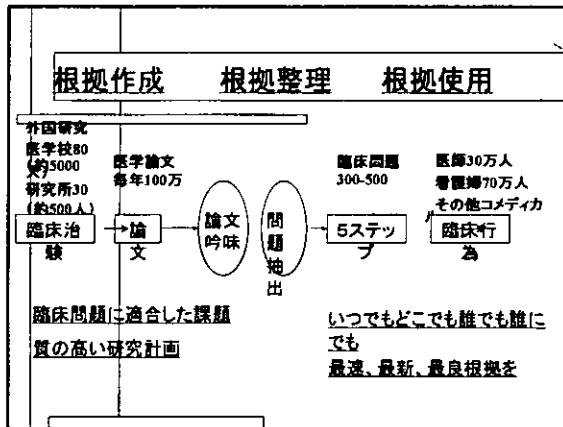 根拠作成 根拠整理 根拠使用
外国研究
医学校80
(約5000
人)
研究所30
(約500人)
臨床治
験
医学論文
毎年100万
論
文
論文
吟味
問
題
抽
出
臨床問題
300-500
5ステッ
プ
医師30万人
看護婦70万人
その他コメディカ
ル
臨床行
為
臨床問題に適合した課題
質の高い研究計画
いつでもどこでも誰でも誰に
でも
最速、最新、最良根拠を